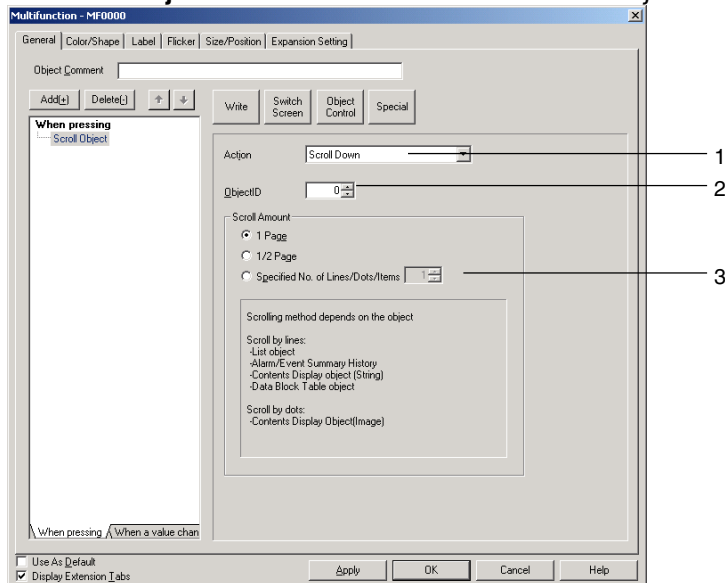 Multifunction - MF0000
General Color/Shape Label Flicker Size/Position Expansion Setting
Object Comment
Add(+) Delete(-)
Write Switch Screen Object Control Special
When pressing
Scroll Object
Action Scroll Down 1
ObjectID 0 2
Scroll Amount
1 Page
1/2 Page
Specified No. of Lines/Dots/Items 1 3
Scrolling method depends on the object
Scroll by lines:
-List object
-Alarm/Event Summary History
-Contents Display object (String)
-Data Block Table object
Scroll by dots:
-Contents Display Object(Image)
When pressing When a value chan
Use As Default
Display Extension Tabs
Apply OK Cancel Help